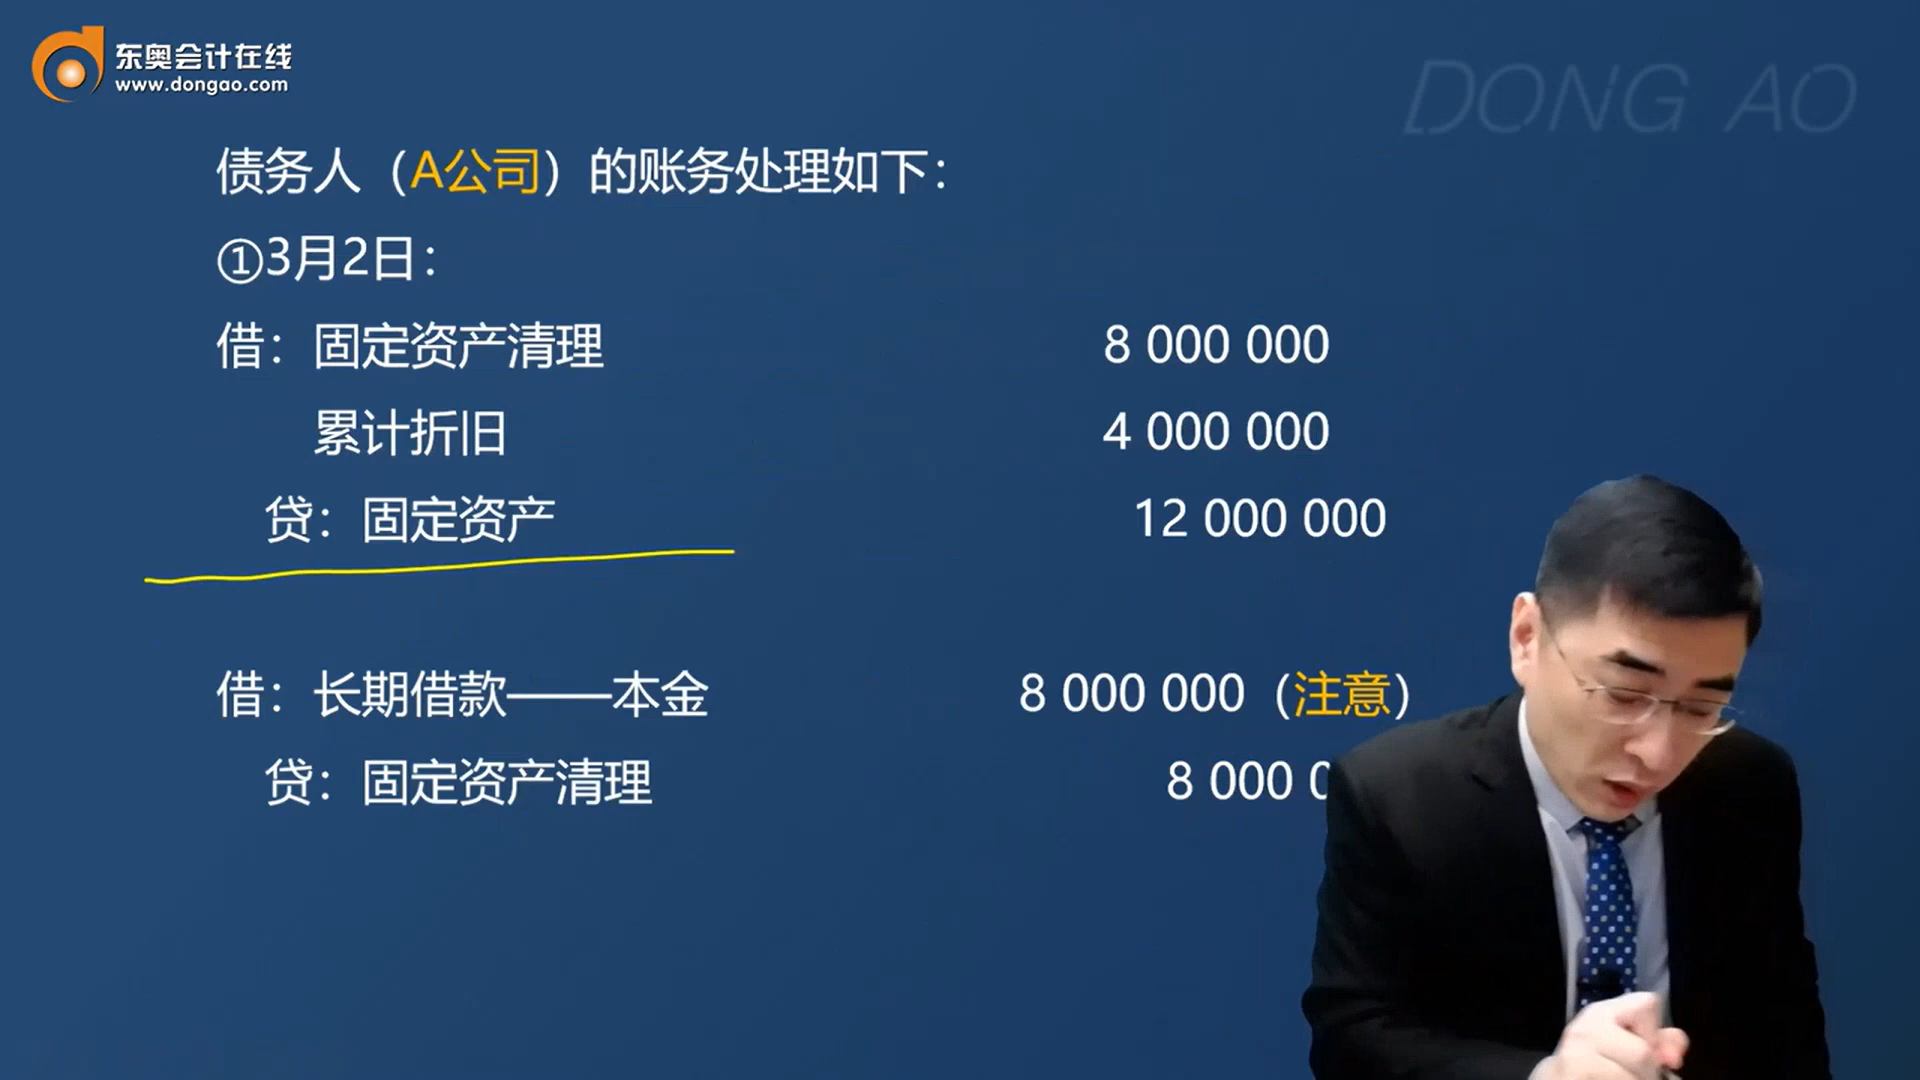 东奥会计在线
www.dongao.com
DONG AO
债务人（A公司）的账务处理如下：
①3月2日：
借：固定资产清理 8 000 000
累计折旧 4 000 000
贷：固定资产 12 000 000
借：长期借款——本金 8 000 000（注意）
贷：固定资产清理 8 000